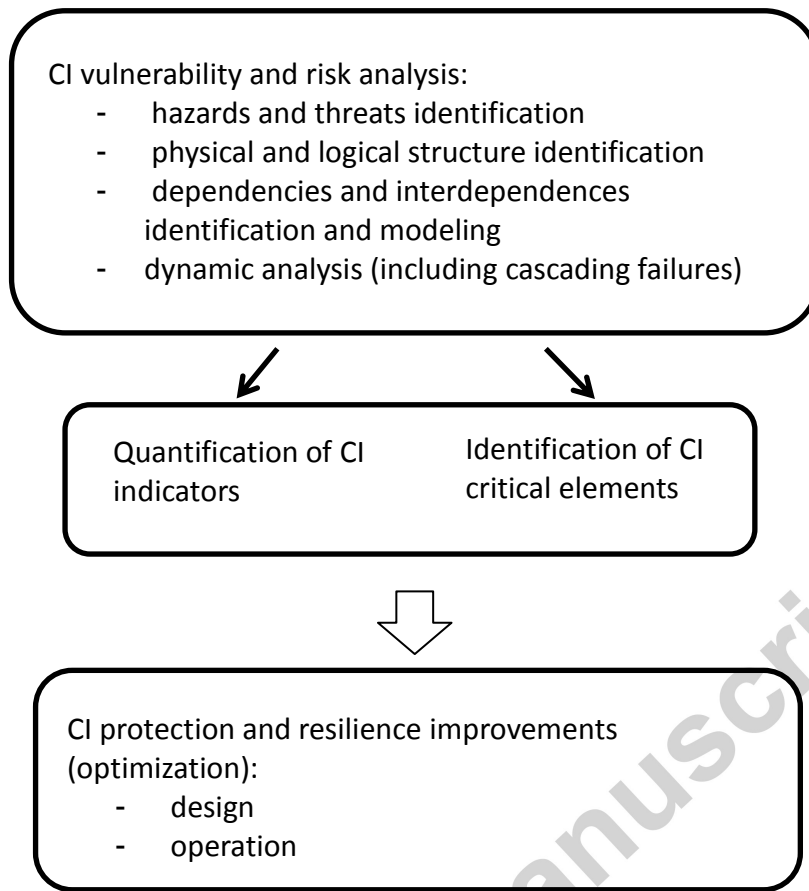 CI vulnerability and risk analysis:
- hazards and threats identification
- physical and logical structure identification
- dependencies and interdependences
identification and modeling
- dynamic analysis (including cascading failures)
Quantification of CI
indicators
Identification of CI
critical elements
CI protection and resilience improvements
(optimization):
- design
- operation